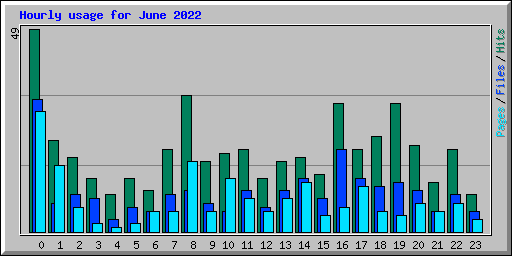 Hourly usage for June 2022
49
Pages/Files/Hits
0 1 2 3 4 5 6 7 8 9 10 11 12 13 14 15 16 17 18 19 20 21 22 23